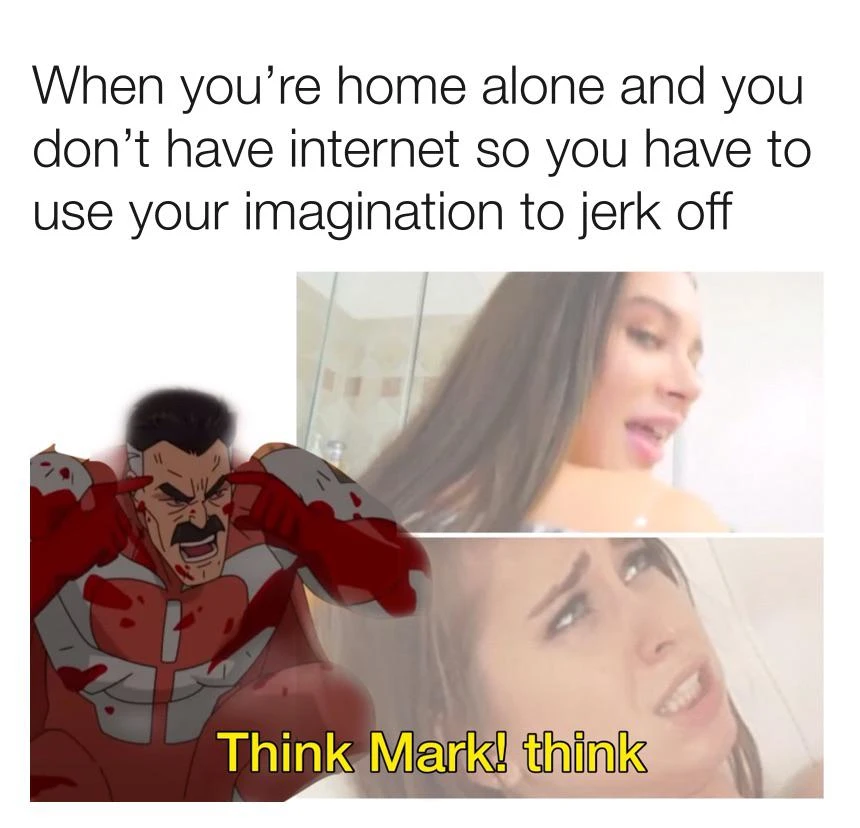 When you’re home alone and you
don’t have internet so you have to
use your imagination to jerk off
Think Mark! think